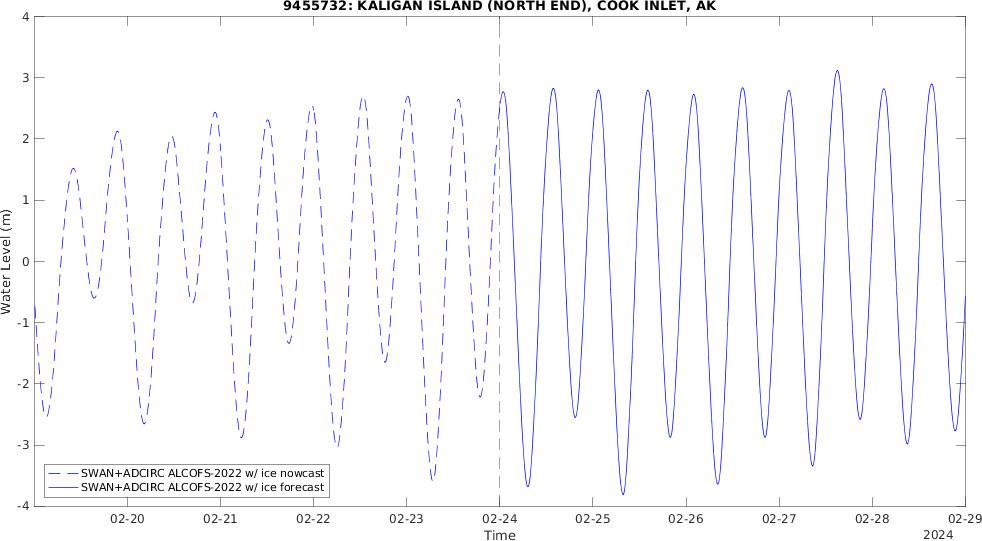 9455732: KALIGAN ISLAND (NORTH END), COOK INLET, AK
4
3
2
1
0
-1
-2
-3
-4
Water Level (m)
SWAN+ADCIRC ALCOFS-2022 w/ ice nowcast
SWAN+ADCIRC ALCOFS-2022 w/ ice forecast
02-20 02-21 02-22 02-23 02-24 02-25 02-26 02-27 02-28 02-29
Time
2024